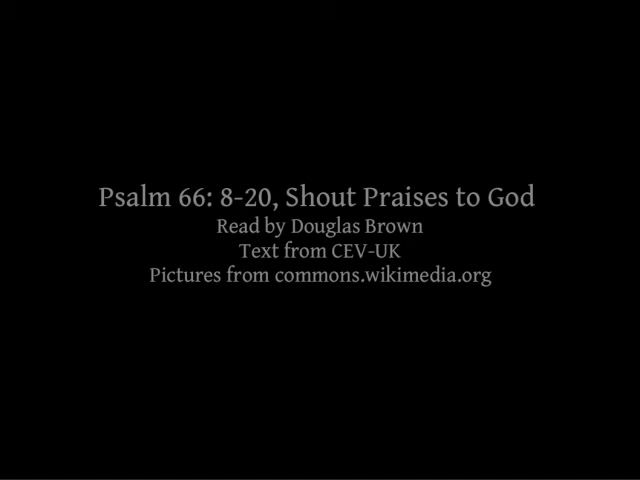 Psalm 66: 8-20, Shout Praises to God
Read by Douglas Brown
Text from CEV-UK
Pictures from commons.wikimedia.org